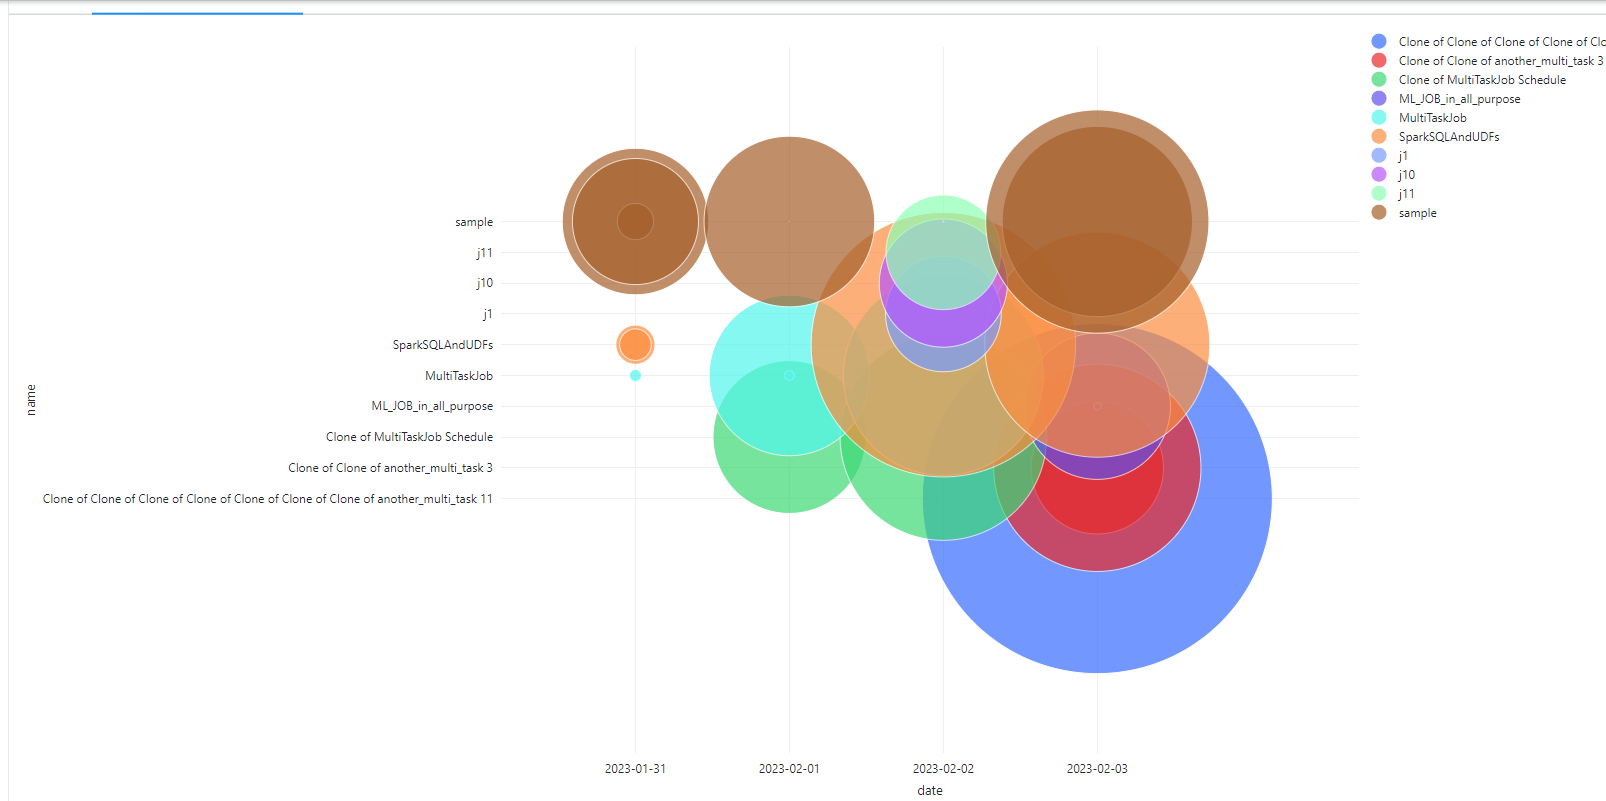 Clone of Clone of Clone of Clone of Clo
Clone of Clone of another_multi_task 3
Clone of MultiTaskJob Schedule
ML_JOB_in_all_purpose
MultiTaskJob
SparkSQLAndUDFs
j1
j10
j11
sample
sample
j11
j10
j1
SparkSQLAndUDFs
MultiTaskJob
ML_JOB_in_all_purpose
Clone of MultiTaskJob Schedule
Clone of Clone of another_multi_task 3
Clone of Clone of Clone of Clone of Clone of Clone of Clone of another_multi_task 11
name
2023-01-31
2023-02-01
2023-02-02
2023-02-03
date